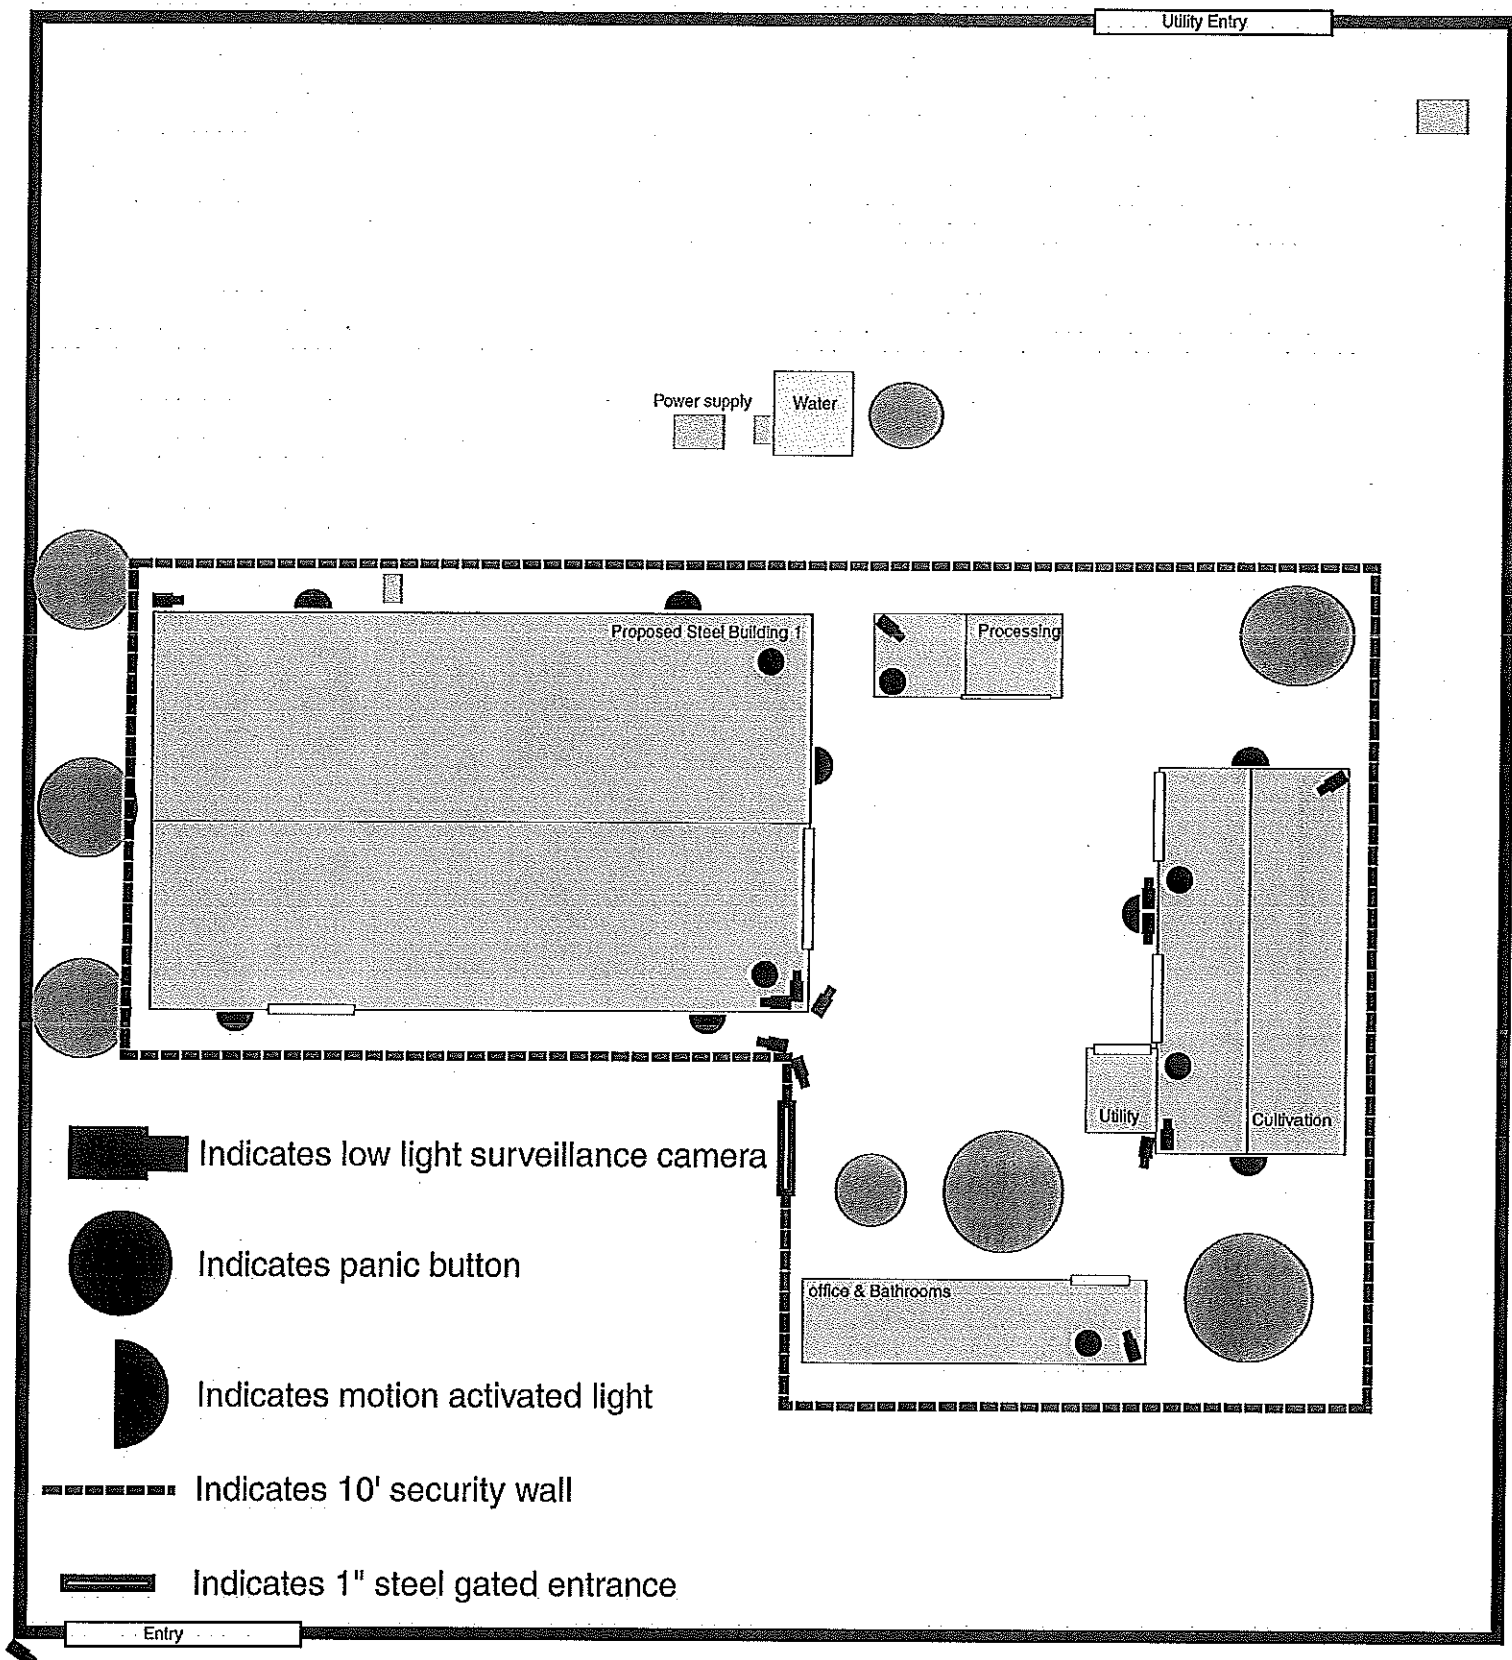 Utility Entry
Power supply
Water
Proposed Steel Building 1
Processing
Utility
Cultivation
Indicates low light surveillance camera
Indicates panic button
office & Bathrooms
Indicates motion activated light
Indicates 10' security wall
Indicates 1" steel gated entrance
Entry